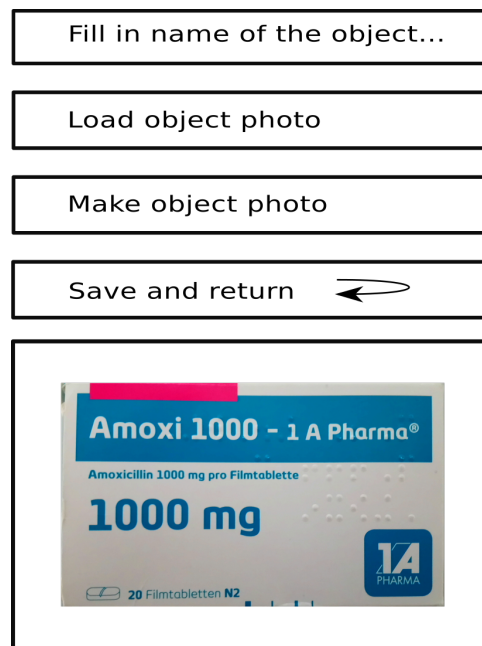 Fill in name of the object...
Load object photo
Make object photo
Save and return
Amoxi 1000 - 1 A Pharma®
Amoxicillin 1000 mg pro Filmtablette
1000 mg
1A
PHARMA
20 Filmtabletten N2